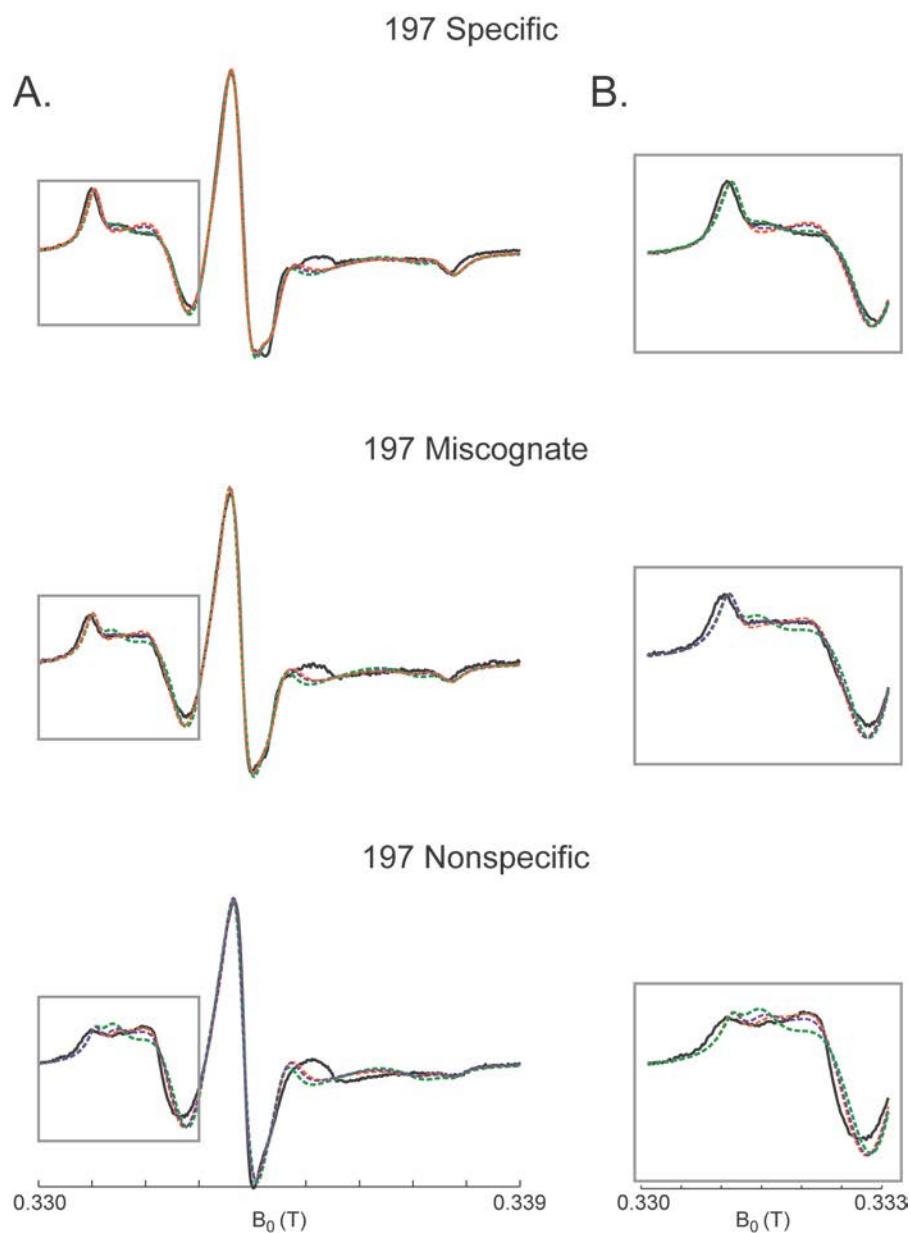 197 Specific
A.
B.
197 Miscognate
197 Nonspecific
0.330
0.339
B₀ (T)
0.330
0.333
B₀ (T)